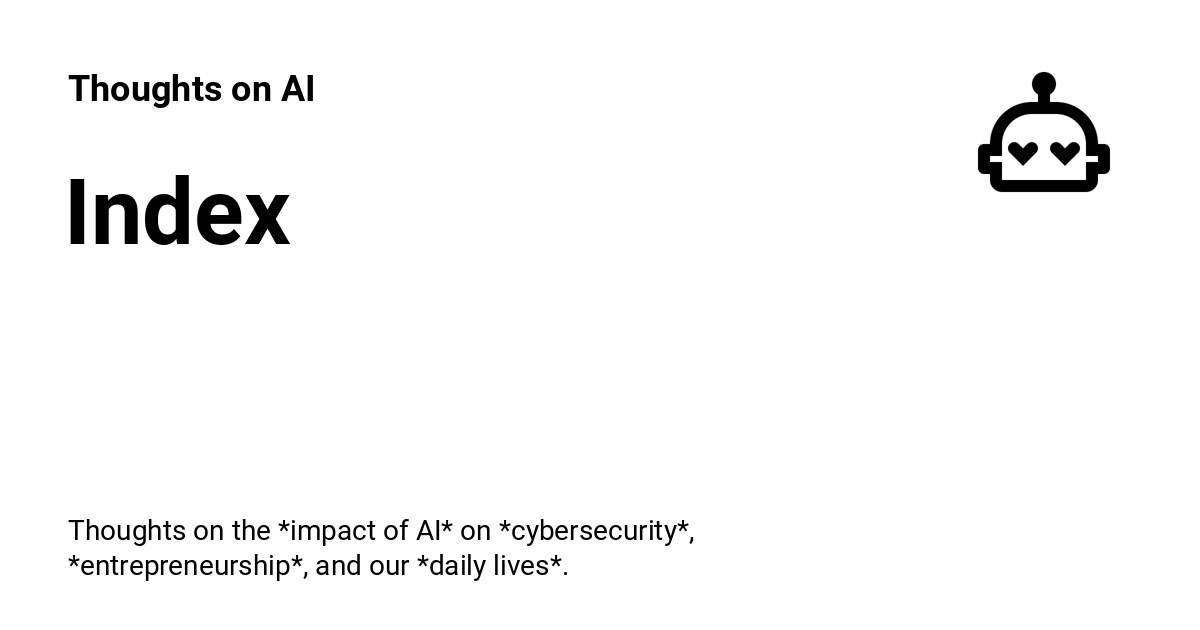 Thoughts on AI
Index
Thoughts on the *impact of AI* on *cybersecurity*,
*entrepreneurship*, and our *daily lives*.